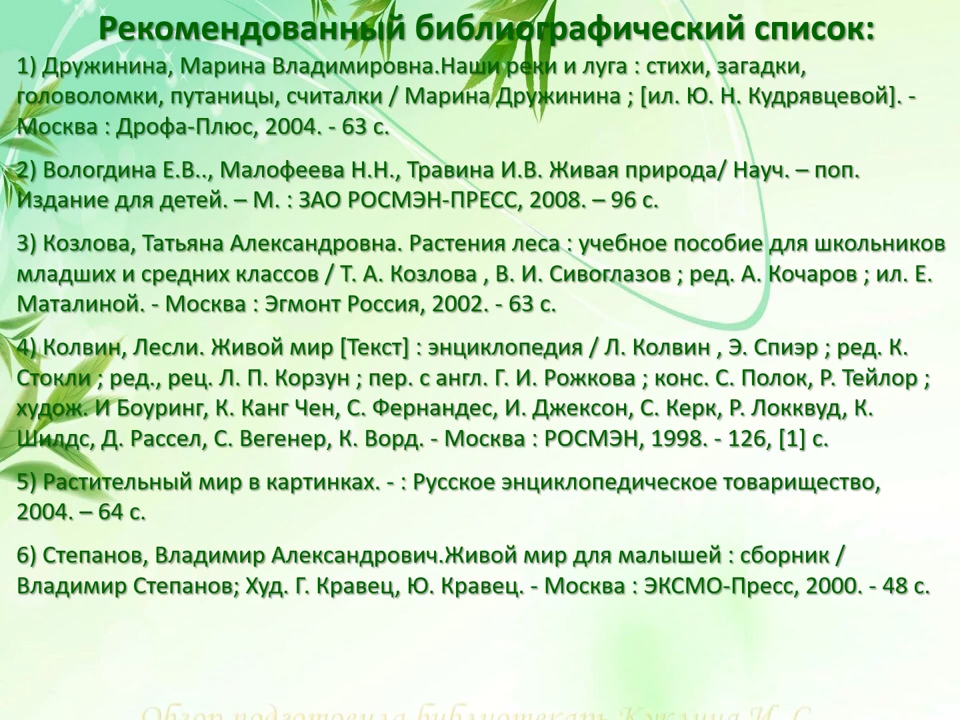 Рекомендованный библиографический список:
1) Дружинина, Марина Владимировна.Наши реки и луга : стихи, загадки,
головоломки, путаницы, считалки / Марина Дружинина ; [ил. Ю. Н. Кудрявцевой]. -
Москва : Дрофа-Плюс, 2004. - 63 с.
2) Вологдина Е.В.., Малофеева Н.Н., Травина И.В. Живая природа/ Науч. – поп.
Издание для детей. – М. : ЗАО РОСМЭН-ПРЕСС, 2008. – 96 с.
3) Козлова, Татьяна Александровна. Растения леса : учебное пособие для школьников
младших и средних классов / Т. А. Козлова , В. И. Сивоглазов ; ред. А. Кочаров ; ил. Е.
Маталиной. - Москва : Эгмонт Россия, 2002. - 63 с.
4) Колвин, Лесли. Живой мир [Текст] : энциклопедия / Л. Колвин , Э. Спиэр ; ред. К.
Стокли ; ред., рец. Л. П. Корзун ; пер. с англ. Г. И. Рожкова ; конс. С. Полок, Р. Тейлор ;
худож. И Боуринг, К. Канг Чен, С. Фернандес, И. Джексон, С. Керк, Р. Локквуд, К.
Шилдс, Д. Рассел, С. Вегенер, К. Ворд. - Москва : РОСМЭН, 1998. - 126, [1] с.
5) Растительный мир в картинках. - : Русское энциклопедическое товарищество,
2004. – 64 с.
6) Степанов, Владимир Александрович.Живой мир для малышей : сборник /
Владимир Степанов; Худ. Г. Кравец, Ю. Кравец. - Москва : ЭКСМО-Пресс, 2000. - 48 с.
Обзор подготовила библиотекарь